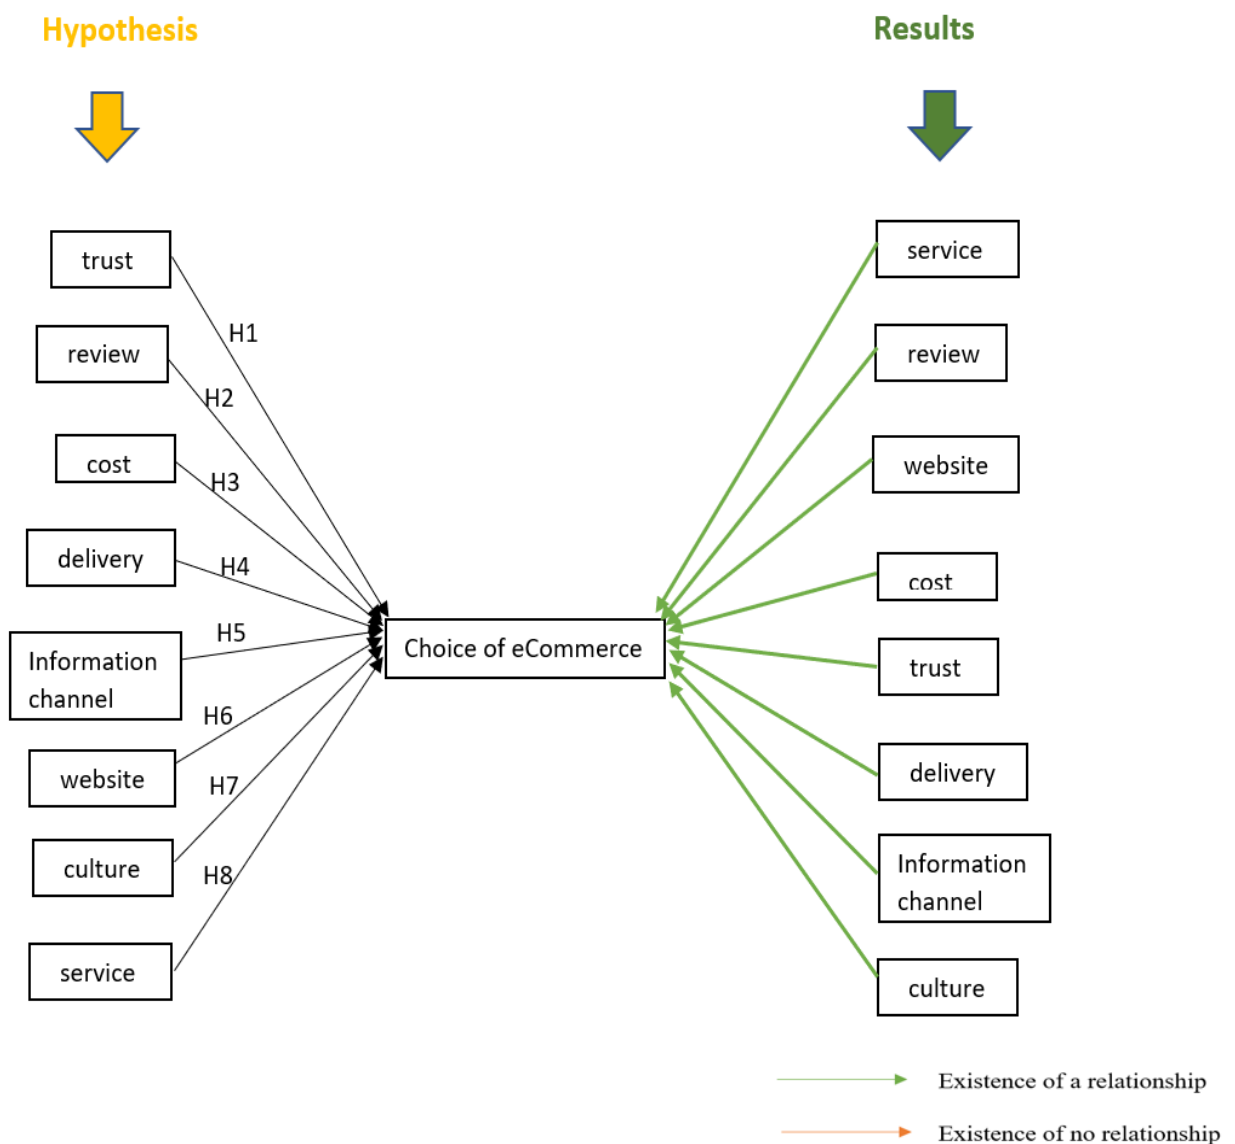 Hypothesis
Results
trust
review
cost
delivery
Information
channel
website
culture
service
H1
H2
H3
H4
H5
H6
H7
H8
Choice of eCommerce
service
review
website
cost
trust
delivery
Information
channel
culture
Existence of a relationship
Existence of no relationship